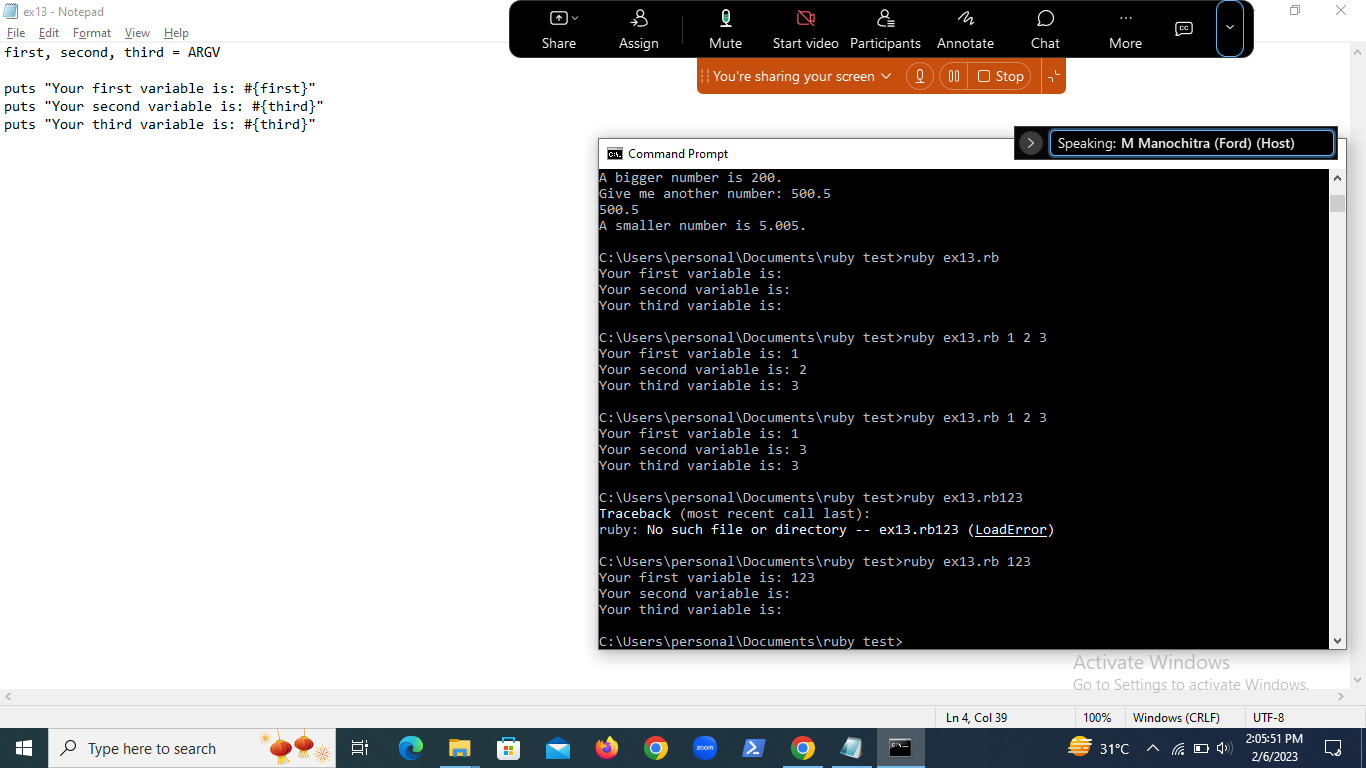 ex13 - Notepad
File Edit Format View Help
first, second, third = ARGV
puts "Your first variable is: #{first}"
puts "Your second variable is: #{third}"
puts "Your third variable is: #{third}"
Share Assign Mute Start video Participants Annotate Chat More CC
You're sharing your screen Stop
Speaking: M Manochitra (Ford) (Host)
Command Prompt
A bigger number is 200.
Give me another number: 500.5
500.5
A smaller number is 5.005.
C:\Users\personal\Documents\ruby test>ruby ex13.rb
Your first variable is:
Your second variable is:
Your third variable is:
C:\Users\personal\Documents\ruby test>ruby ex13.rb 1 2 3
Your first variable is: 1
Your second variable is: 2
Your third variable is: 3
C:\Users\personal\Documents\ruby test>ruby ex13.rb 1 2 3
Your first variable is: 1
Your second variable is: 3
Your third variable is: 3
C:\Users\personal\Documents\ruby test>ruby ex13.rb123
Traceback (most recent call last):
ruby: No such file or directory -- ex13.rb123 (LoadError)
C:\Users\personal\Documents\ruby test>ruby ex13.rb 123
Your first variable is: 123
Your second variable is:
Your third variable is:
C:\Users\personal\Documents\ruby test>
Activate Windows
Go to Settings to activate Windows.
Ln 4, Col 39 100% Windows (CRLF) UTF-8
Type here to search
zoom
31°C
2:05:51 PM
2/6/2023